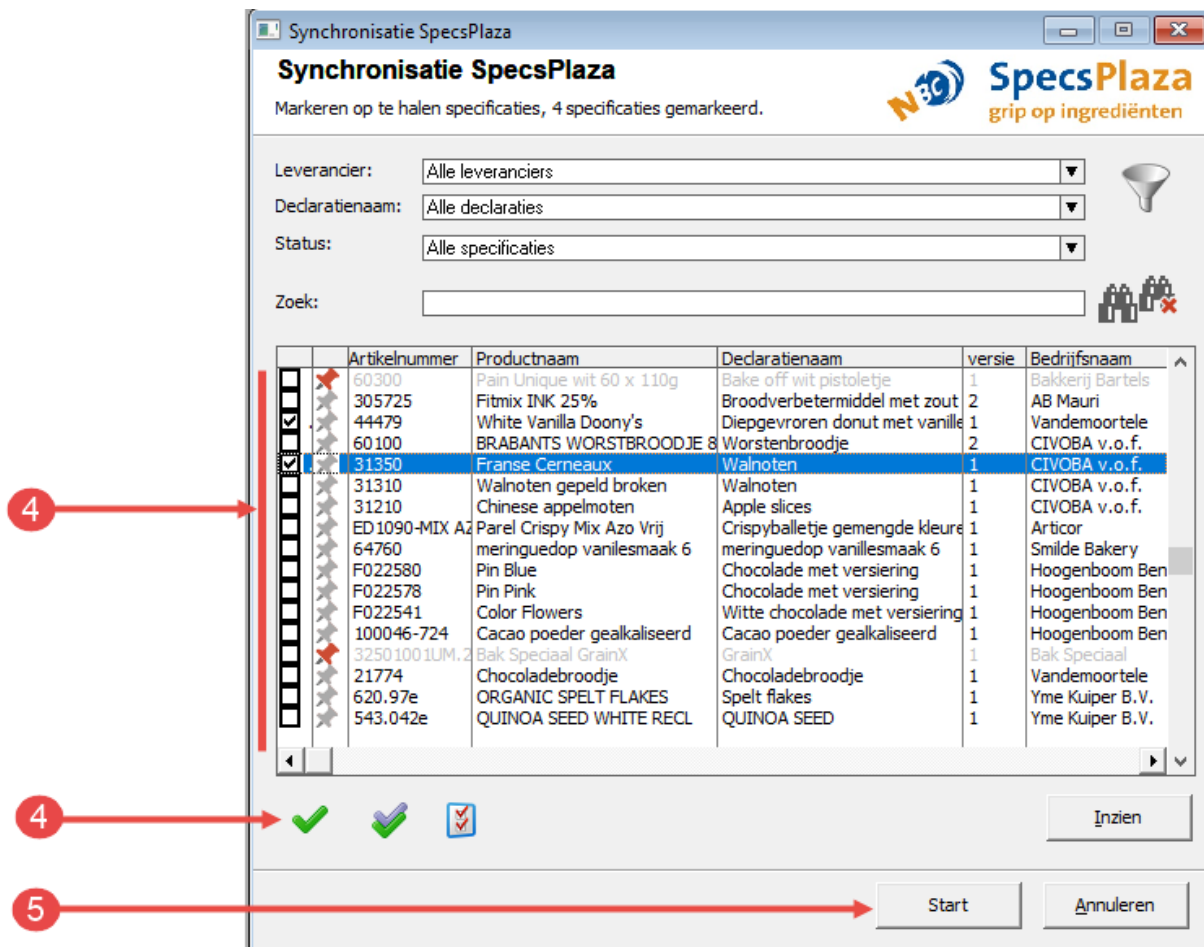 Synchronisatie SpecsPlaza
Synchronisatie SpecsPlaza
Markeren op te halen specificaties, 4 specificaties gemarkeerd.
NBC SpecsPlaza
grip op ingrediënten
Leverancier: Alle leveranciers
Declaratienaam: Alle declaraties
Status: Alle specificaties
Zoek:
Artikelnummer Productnaam Declaratienaam versie Bedrijfsnaam
60300 Pain Unique wit 60 x 110g Bake off wit pistoletje 1 Bakkerij Bartels
305725 Fitmix INK 25% Broodverbetermiddel met zout 2 AB Mauri
44479 White Vanilla Doony's Diepgevroren donut met vanille 1 Vandemoortele
60100 BRABANTS WORSTBROODJE 8 Worstenbroodje 2 CIVOBA v.o.f.
31350 Franse Cerneaux Walnoten 1 CIVOBA v.o.f.
31310 Walnoten gepeld broken Walnoten 1 CIVOBA v.o.f.
31210 Chinese appelmoten Apple slices 1 CIVOBA v.o.f.
ED1090-MIX AZ Parel Crispy Mix Azo Vrij Crispyballetje gemengde kleure 1 Articor
64760 meringuedop vanilesmaak 6 meringuedop vanillesmaak 6 1 Smilde Bakery
F022580 Pin Blue Chocolade met versiering 1 Hoogenboom Ben
F022578 Pin Pink Chocolade met versiering 1 Hoogenboom Ben
F022541 Color Flowers Witte chocolade met versiering 1 Hoogenboom Ben
100046-724 Cacao poeder gealkaliseerd Cacao poeder gealkaliseerd 1 Hoogenboom Ben
32501001UM.2 Bak Speciaal GrainX GrainX 1 Bak Speciaal
21774 Chocoladebroodje Chocoladebroodje 1 Vandemoortele
620.97e ORGANIC SPELT FLAKES Spelt flakes 1 Yme Kuiper B.V.
543.042e QUINOA SEED WHITE RECL QUINOA SEED 1 Yme Kuiper B.V.
4
4
Inzien
5
Start Annuleren